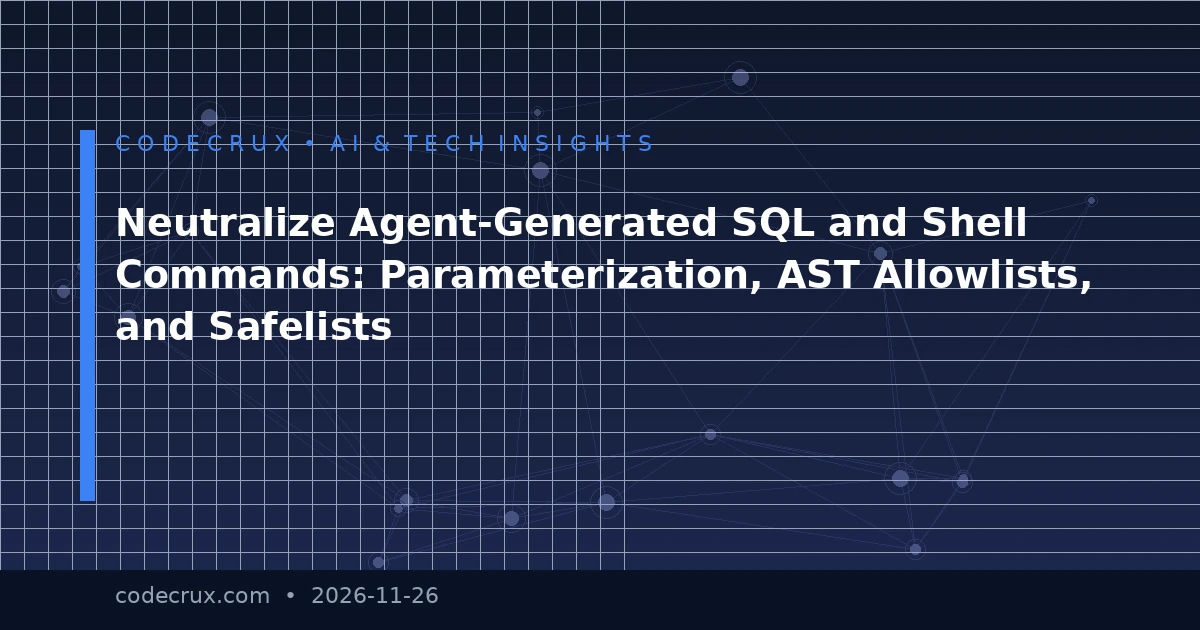 CODECRUX • AI & TECH INSIGHTS
Neutralize Agent-Generated SQL and Shell
Commands: Parameterization, AST Allowlists,
and Safelists
codecrux.com • 2026-11-26